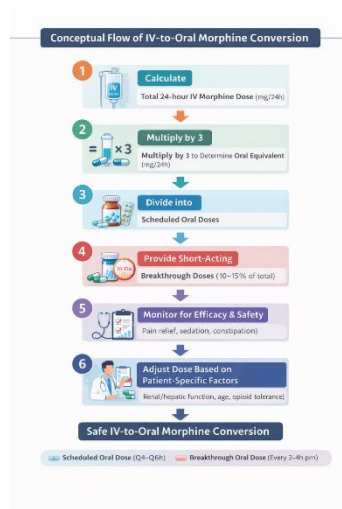 Conceptual Flow of IV-to-Oral Morphine Conversion
1
IV
Calculate
Total 24-hour IV Morphine Dose (mg/24h)
2
= ×3
Multiply by 3
Multiply by 3 to Determine Oral Equivalent
(mg/24h)
3
Divide into
Scheduled Oral Doses
4
10-15%
Provide Short-Acting
Breakthrough Doses (10–15% of total)
5
Monitor for Efficacy & Safety
Pain relief, sedation, constipation)
6
Adjust Dose Based on
Patient-Specific Factors
Renal/hepatic function, age, opioid tolerance)
Safe IV-to-Oral Morphine Conversion
Scheduled Oral Dose (Q4–Q6h) Breakthrough Oral Dose (Every 2–4h prn)